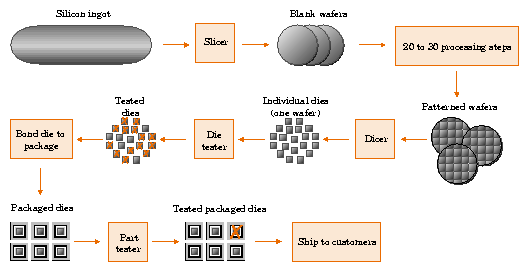 Silicon ingot
Slicer
Blank wafers
20 to 30 processing steps
Tested
dies
Individual dies
(one wafer)
Patterned wafers
Bond die to
package
Die
tester
Dicer
Packaged dies
Tested packaged dies
Part
tester
Ship to customers
X